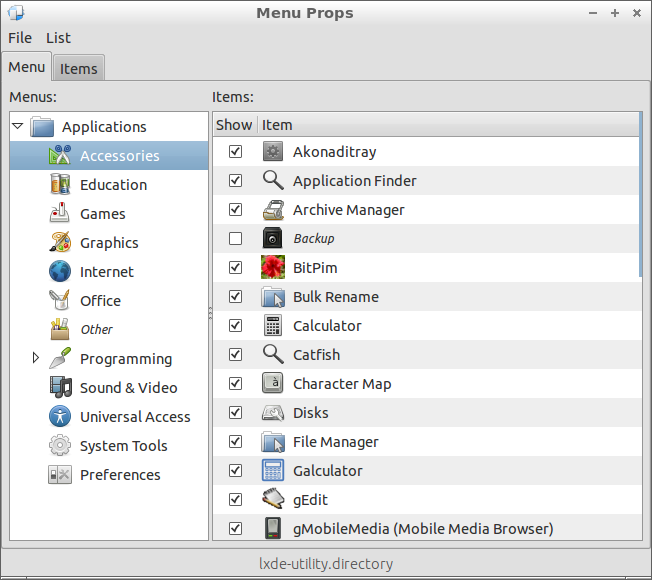 Menu Props
File List
Menu Items
Menus:
Applications
Accessories
Education
Games
Graphics
Internet
Office
Other
Programming
Sound & Video
Universal Access
System Tools
Preferences
Items:
Show Item
Akonaditray
Application Finder
Archive Manager
Backup
BitPim
Bulk Rename
Calculator
Catfish
Character Map
Disks
File Manager
Galculator
gEdit
gMobileMedia (Mobile Media Browser)
lxde-utility.directory